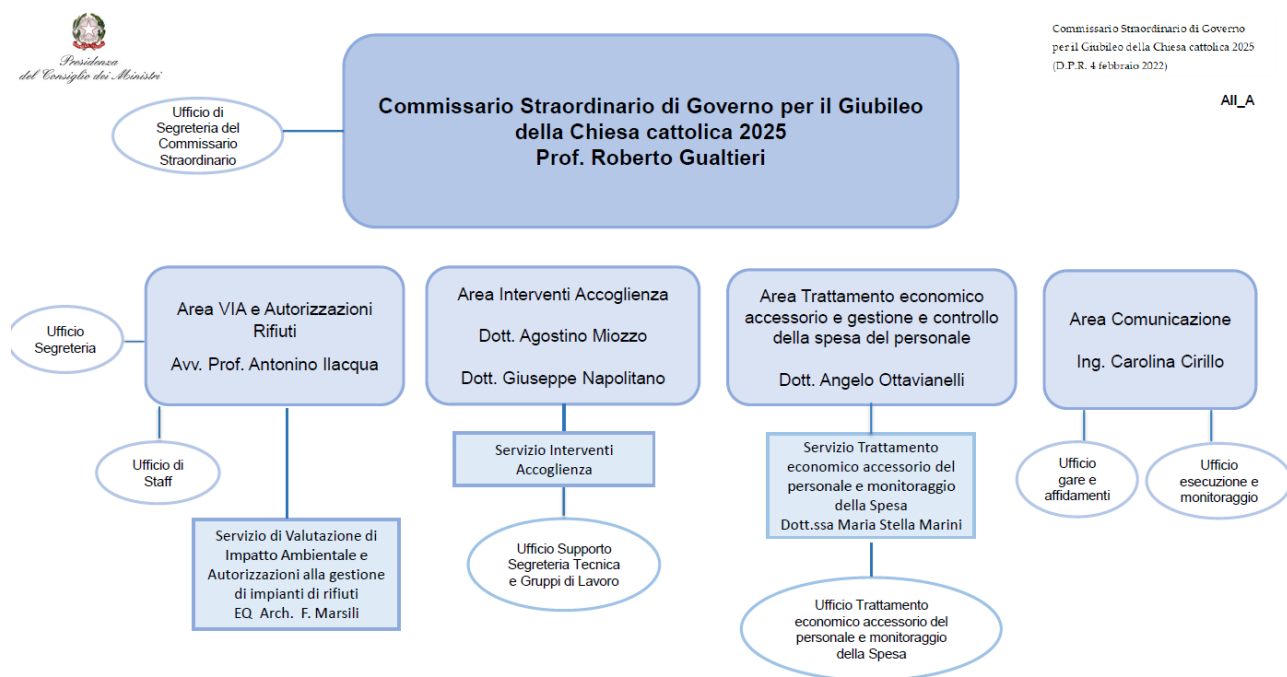 Presidenza
del Consiglio dei Ministri
Commissario Straordinario di Governo
per il Giubileo della Chiesa cattolica 2025
(D.P.R. 4 febbraio 2022)
All_A
Ufficio di
Segreteria del
Commissario
Straordinario
Commissario Straordinario di Governo per il Giubileo
della Chiesa cattolica 2025
Prof. Roberto Gualtieri
Ufficio
Segreteria
Area VIA e Autorizzazioni
Rifiuti
Avv. Prof. Antonino Ilacqua
Area Interventi Accoglienza
Dott. Agostino Miozzo
Dott. Giuseppe Napolitano
Area Trattamento economico
accessorio e gestione e controllo
della spesa del personale
Dott. Angelo Ottavianelli
Area Comunicazione
Ing. Carolina Cirillo
Ufficio di
Staff
Servizio di Valutazione di
Impatto Ambientale e
Autorizzazioni alla gestione
di impianti di rifiuti
EQ Arch. F. Marsili
Servizio Interventi
Accoglienza
Ufficio Supporto
Segreteria Tecnica
e Gruppi di Lavoro
Servizio Trattamento
economico accessorio del
personale e monitoraggio
della Spesa
Dott.ssa Maria Stella Marini
Ufficio Trattamento
economico accessorio del
personale e monitoraggio
della Spesa
Ufficio
gare e
affidamenti
Ufficio
esecuzione e
monitoraggio